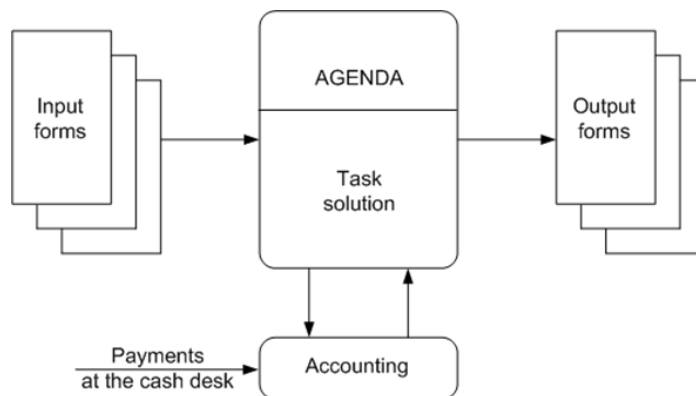 Input
forms
AGENDA
Task
solution
Output
forms
Payments
at the cash desk
Accounting